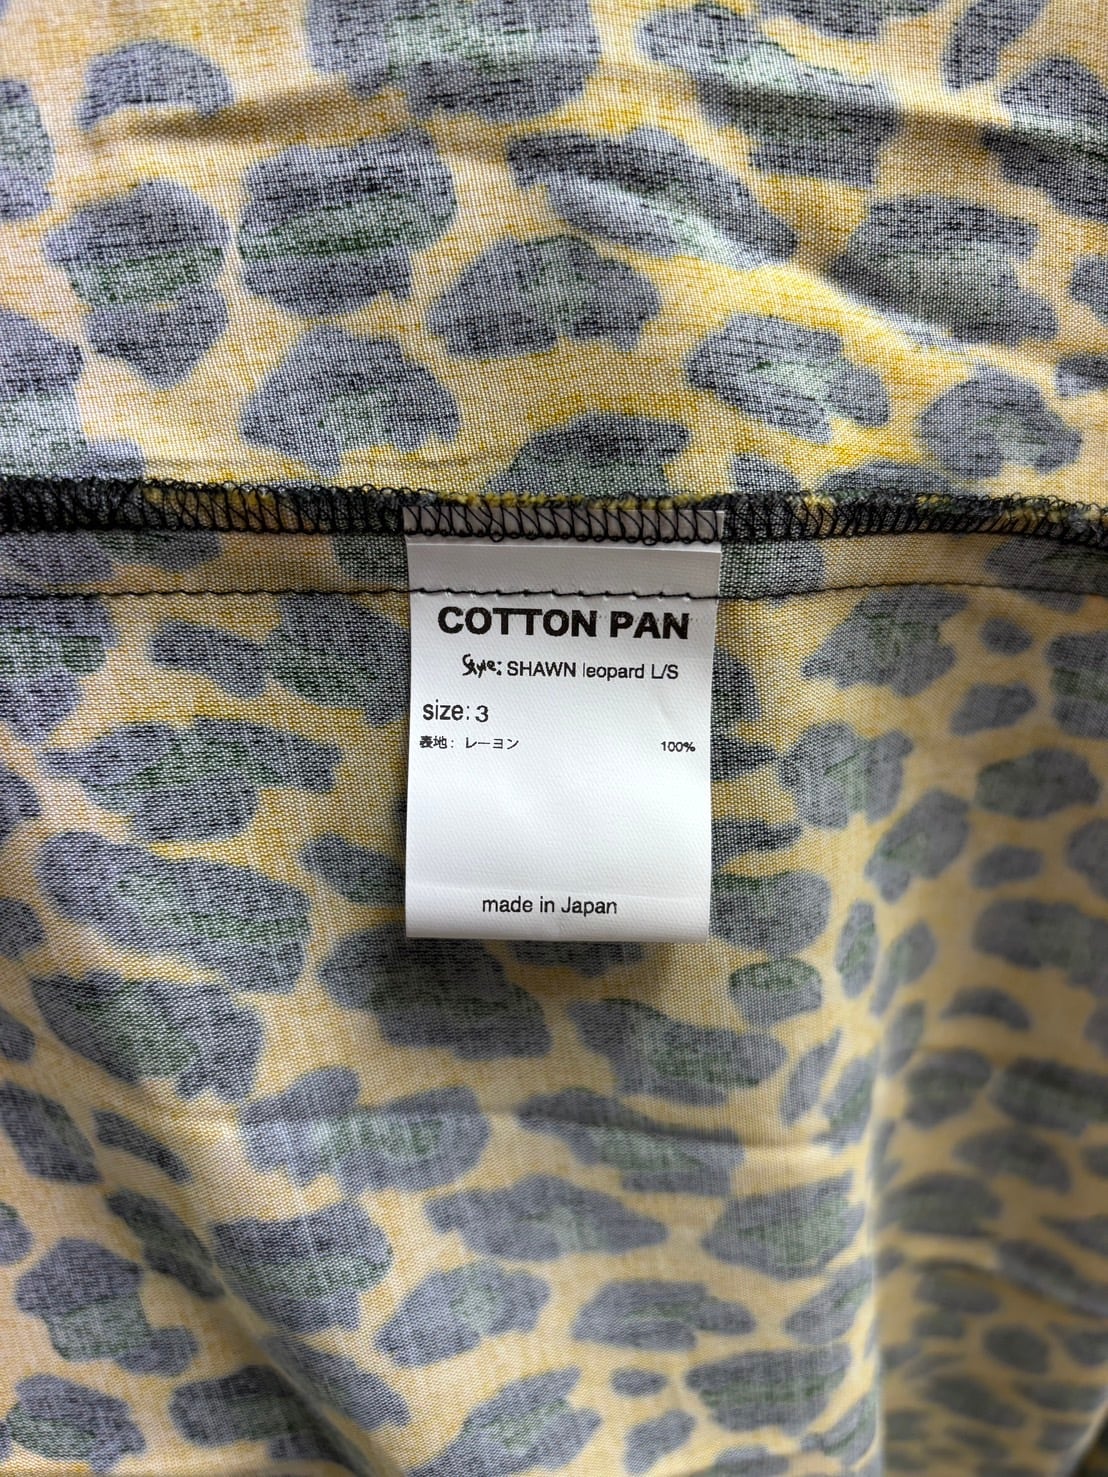 COTTON PAN
Style: SHAWN leopard L/S
size: 3
表地: レーヨン 100%
made in Japan